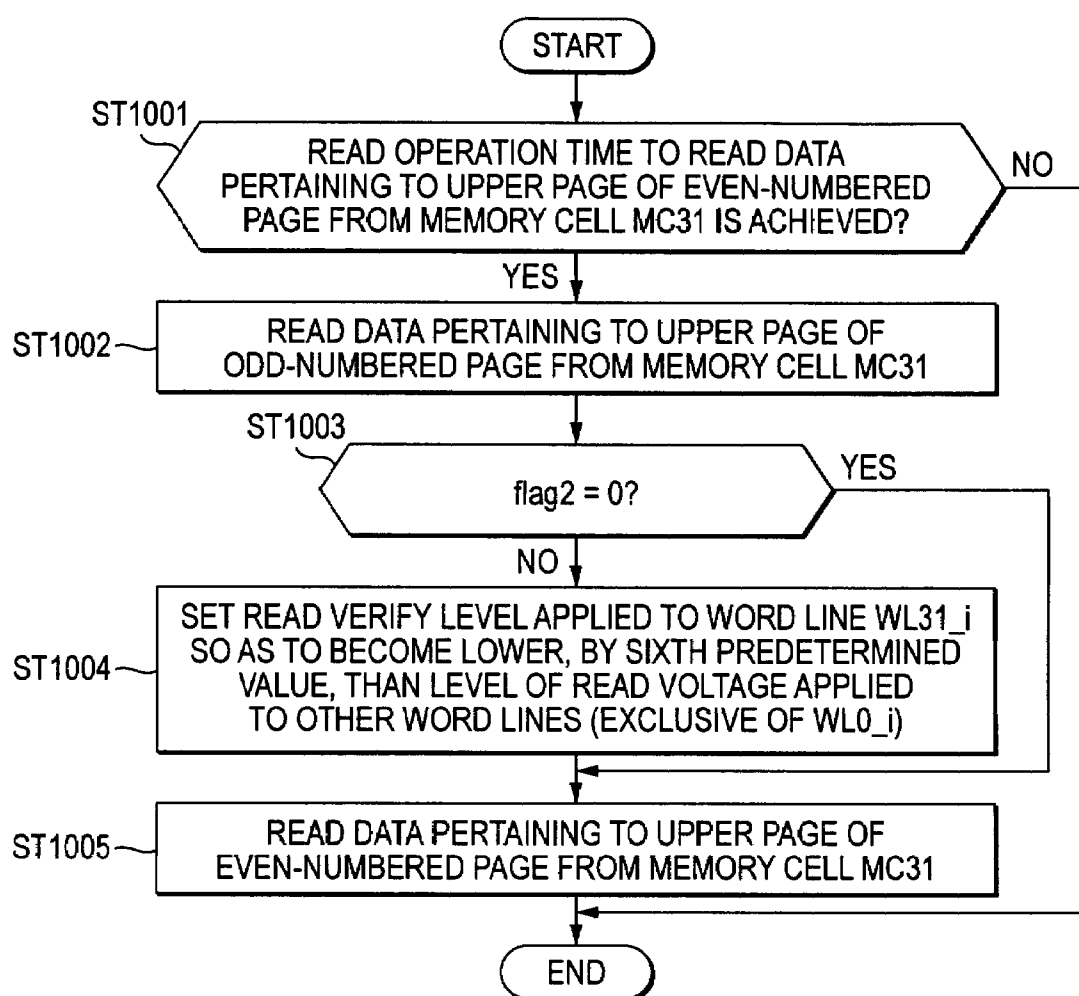 START
ST1001
READ OPERATION TIME TO READ DATA
PERTAINING TO UPPER PAGE OF EVEN-NUMBERED
PAGE FROM MEMORY CELL MC31 IS ACHIEVED?
NO
YES
ST1002
READ DATA PERTAINING TO UPPER PAGE OF
ODD-NUMBERED PAGE FROM MEMORY CELL MC31
ST1003
flag2 = 0?
YES
NO
ST1004
SET READ VERIFY LEVEL APPLIED TO WORD LINE WL31_i
SO AS TO BECOME LOWER, BY SIXTH PREDETERMINED
VALUE, THAN LEVEL OF READ VOLTAGE APPLIED
TO OTHER WORD LINES (EXCLUSIVE OF WL0_i)
ST1005
READ DATA PERTAINING TO UPPER PAGE OF
EVEN-NUMBERED PAGE FROM MEMORY CELL MC31
END